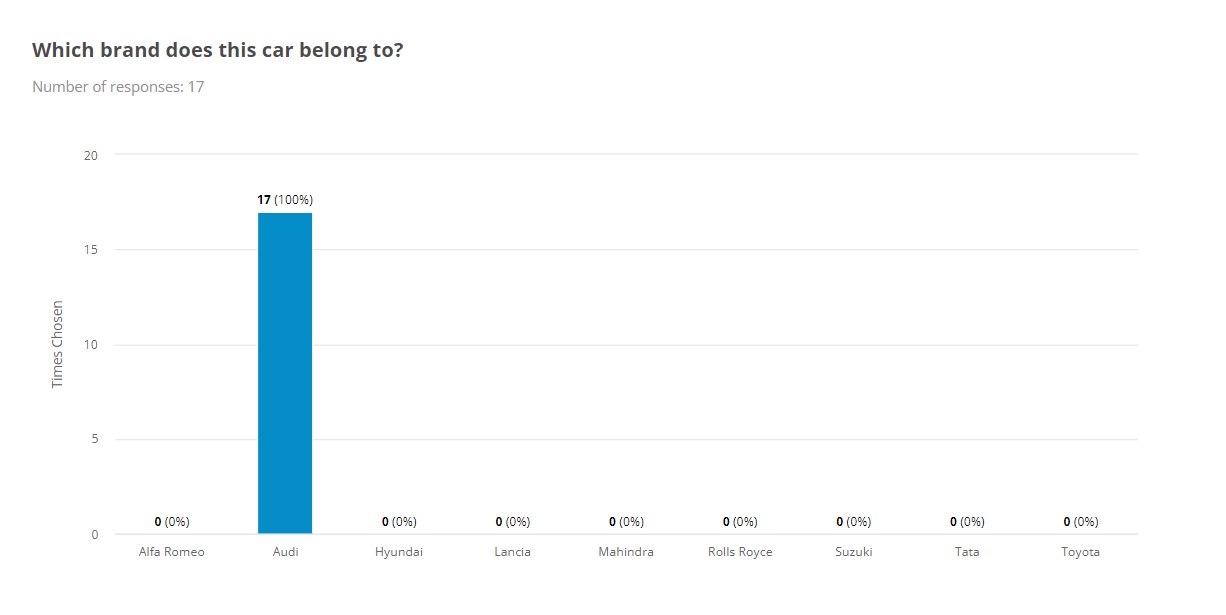 Which brand does this car belong to?
Number of responses: 17
20
17 (100%)
15
Times Chosen
10
5
0 (0%) 0 (0%) 0 (0%) 0 (0%) 0 (0%) 0 (0%) 0 (0%) 0 (0%)
0
Alfa Romeo Audi Hyundai Lancia Mahindra Rolls Royce Suzuki Tata Toyota